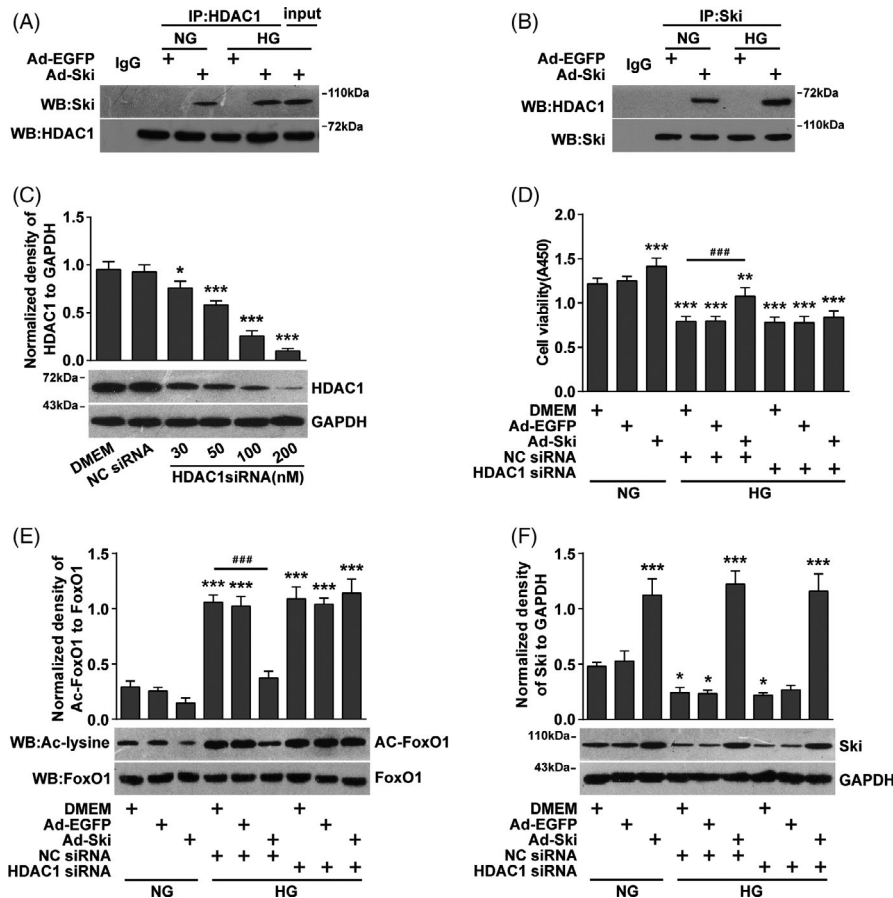 (A)
IP:HDAC1 input
NG HG
Ad-EGFP IgG + +
Ad-Ski + + +
WB:Ski -110kDa
WB:HDAC1 -72kDa
(B)
IP:Ski
NG HG
Ad-EGFP IgG + +
Ad-Ski + +
WB:HDAC1 -72kDa
WB:Ski -110kDa
(C)
Normalized density of
HDAC1 to GAPDH
1.5
1.0
0.5
0.0
* *** *** ***
72kDa- HDAC1
43kDa- GAPDH
DMEM NC siRNA 30 50 100 200
HDAC1siRNA(nM)
(D)
Cell viability(A450)
2.0
1.5
1.0
0.5
0.0
*** ### *** *** ** *** *** ***
DMEM + + +
Ad-EGFP + + +
Ad-Ski + + +
NC siRNA + + +
HDAC1 siRNA + + +
NG HG
(E)
Normalized density of
Ac-FoxO1 to FoxO1
1.5
1.0
0.5
0.0
### *** *** *** *** ***
WB:Ac-lysine AC-FoxO1
WB:FoxO1 FoxO1
DMEM + + +
Ad-EGFP + + +
Ad-Ski + + +
NC siRNA + + +
HDAC1 siRNA + + +
NG HG
(F)
Normalized density
of Ski to GAPDH
1.5
1.0
0.5
0.0
*** * * *** * ***
110kDa- Ski
43kDa- GAPDH
DMEM + + +
Ad-EGFP + + +
Ad-Ski + + +
NC siRNA + + +
HDAC1 siRNA + + +
NG HG